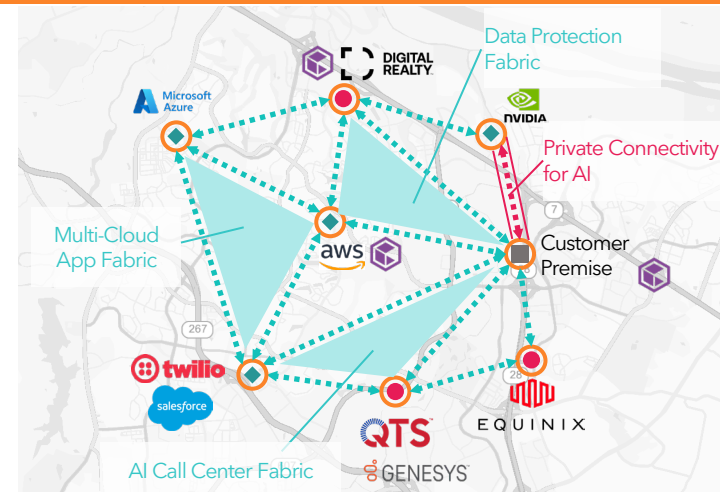 Data Protection
Fabric
DIGITAL
REALTY
Microsoft
Azure
NVIDIA
Private Connectivity
for AI
7
Multi-Cloud
App Fabric
aws
Customer
Premise
267
twilio
salesforce
28
EQUINIX
QTS
GENESYS
AI Call Center Fabric